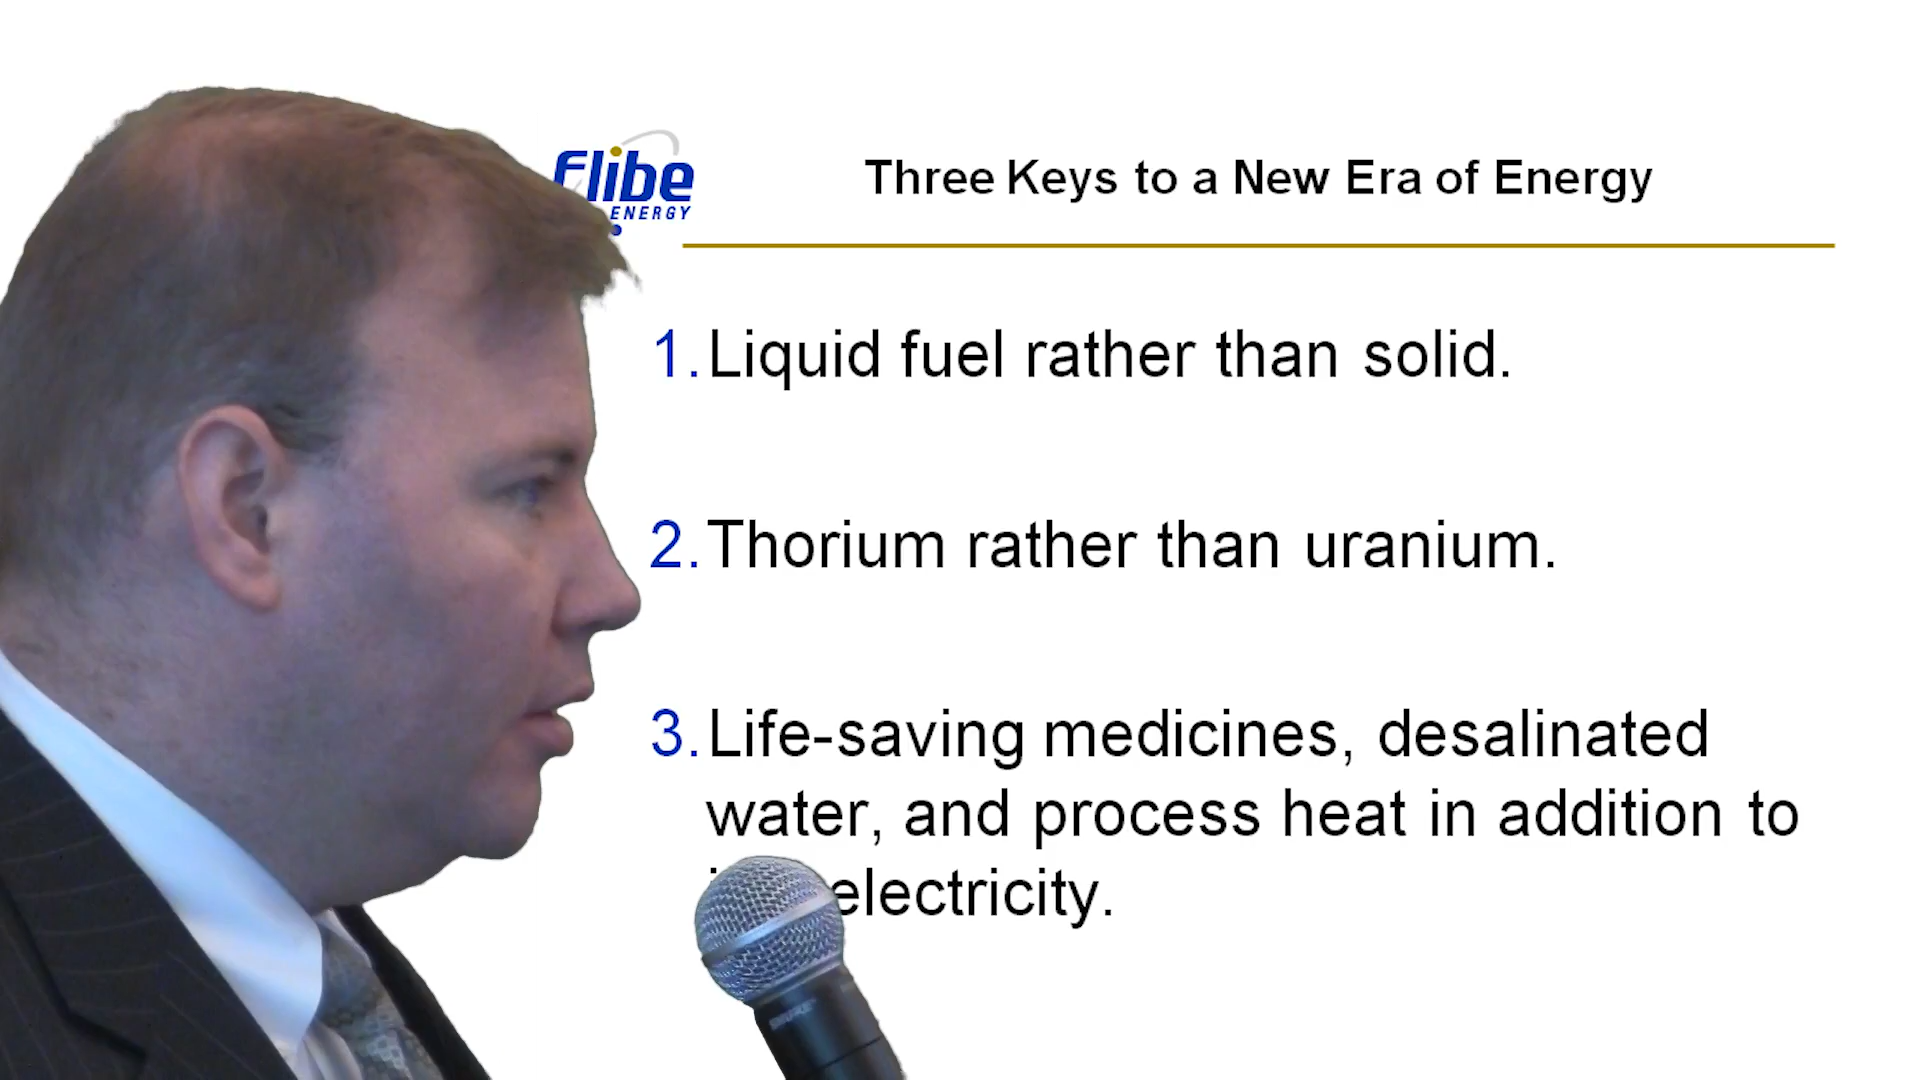 Flibe
ENERGY
Three Keys to a New Era of Energy
1. Liquid fuel rather than solid.
2. Thorium rather than uranium.
3. Life-saving medicines, desalinated
water, and process heat in addition to
electricity.
SHURE